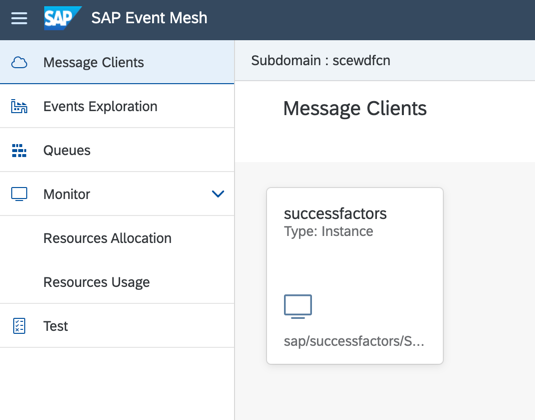 SAP SAP Event Mesh
Message Clients
Events Exploration
Queues
Monitor
Resources Allocation
Resources Usage
Test
Subdomain : scewdfcn
Message Clients
successfactors
Type: Instance
sap/successfactors/S...